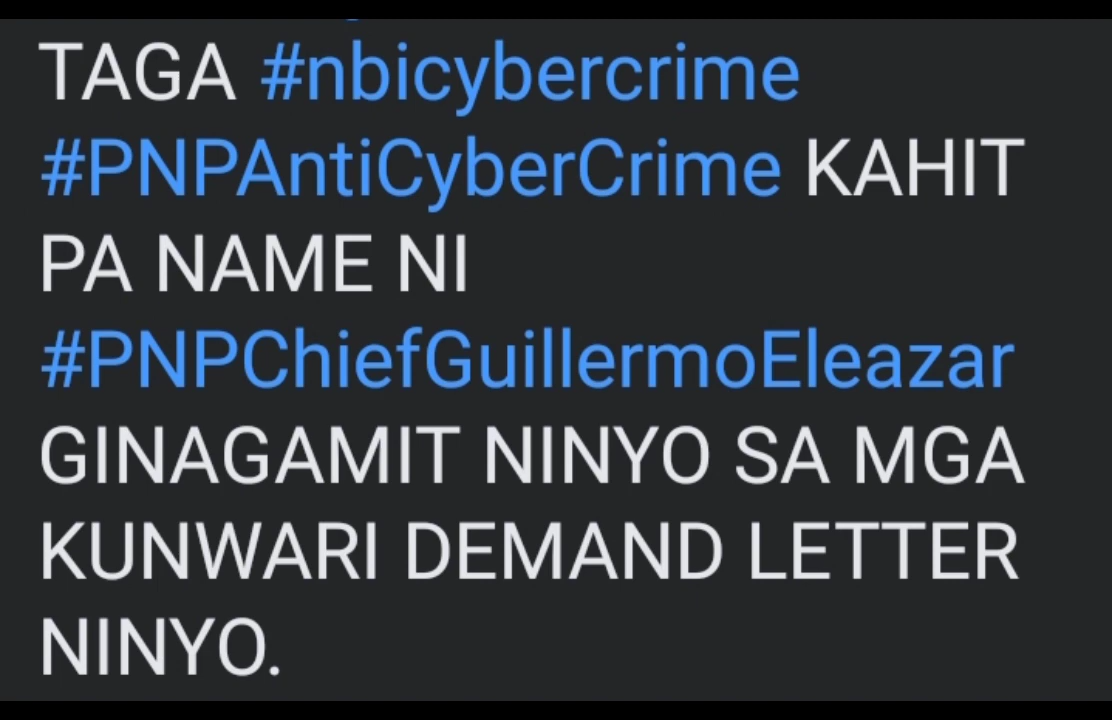 TAGA #nbicybercrime
#PNPAntiCyberCrime KAHIT
PA NAME NI
#PNPChiefGuillermoEleazar
GINAGAMIT NINYO SA MGA
KUNWARI DEMAND LETTER
NINYO.